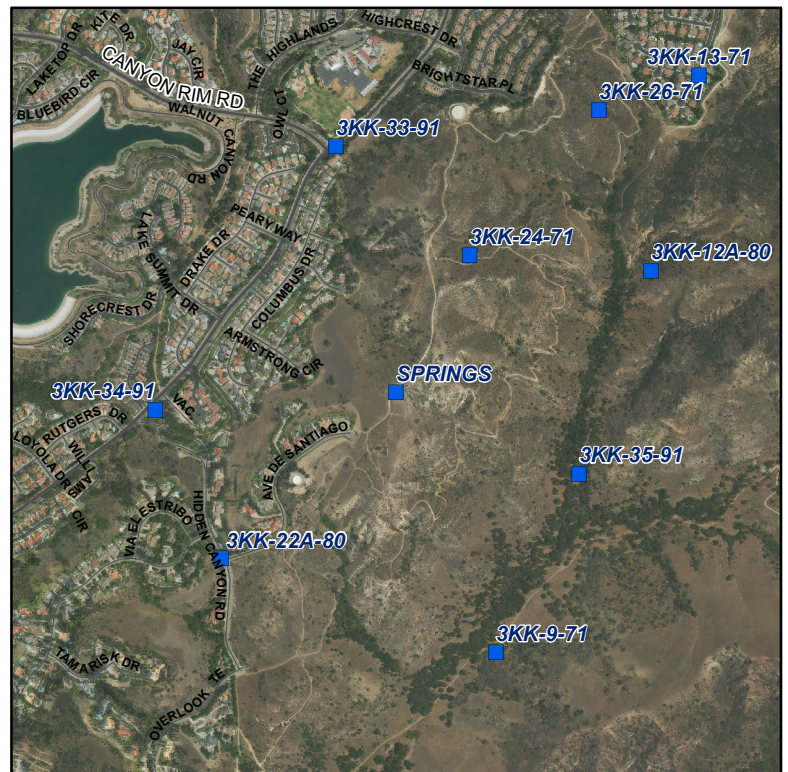 HIGHCREST DR
KITE DR
THE HIGHLANDS
LAKETOP DR
JAY CIR
3KK-13-71
CANYON RIM RD
BRIGHTSTAR PL
BLUEBIRD CIR
3KK-26-71
WALNUT CANYON RD
OWL CT
3KK-33-91
PEARY WAY
3KK-24-71
LAKE SUMMIT DR
DRAKE DR
3KK-12A-80
COLUMBUS DR
SHORECREST DR
ARMSTRONG CIR
SPRINGS
3KK-34-91
VAC.
RUTGERS DR
LOYOLA DR
WILLIAMS CIR
AVE DE SANTIAGO
3KK-35-91
HIDDEN CANYON RD
VIA ELESTRIBO
3KK-22A-80
3KK-9-71
TAMARISK DR
OVERLOOK TE